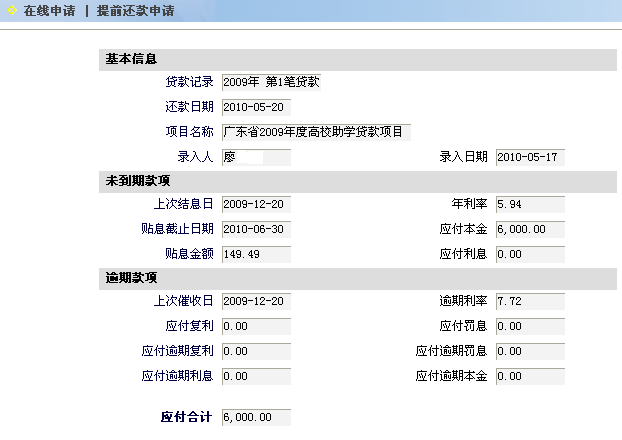 在线申请 | 提前还款申请
基本信息
贷款记录 2009年 第1笔贷款
还款日期 2010-05-20
项目名称 广东省2009年度高校助学贷款项目
录入人 廖 录入日期 2010-05-17
未到期款项
上次结息日 2009-12-20 年利率 5.94
贴息截止日期 2010-06-30 应付本金 6,000.00
贴息金额 149.49 应付利息 0.00
逾期款项
上次催收日 2009-12-20 逾期利率 7.72
应付复利 0.00 应付罚息 0.00
应付逾期复利 0.00 应付逾期罚息 0.00
应付逾期利息 0.00 应付逾期本金 0.00
应付合计 6,000.00